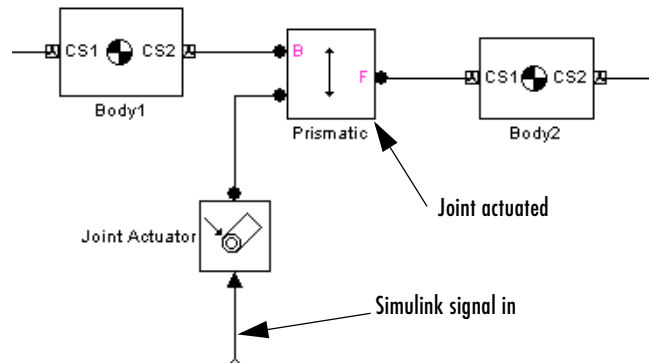 CS1 CS2
Body1
B
F
Prismatic
CS1 CS2
Body2
Joint actuated
Joint Actuator
Simulink signal in